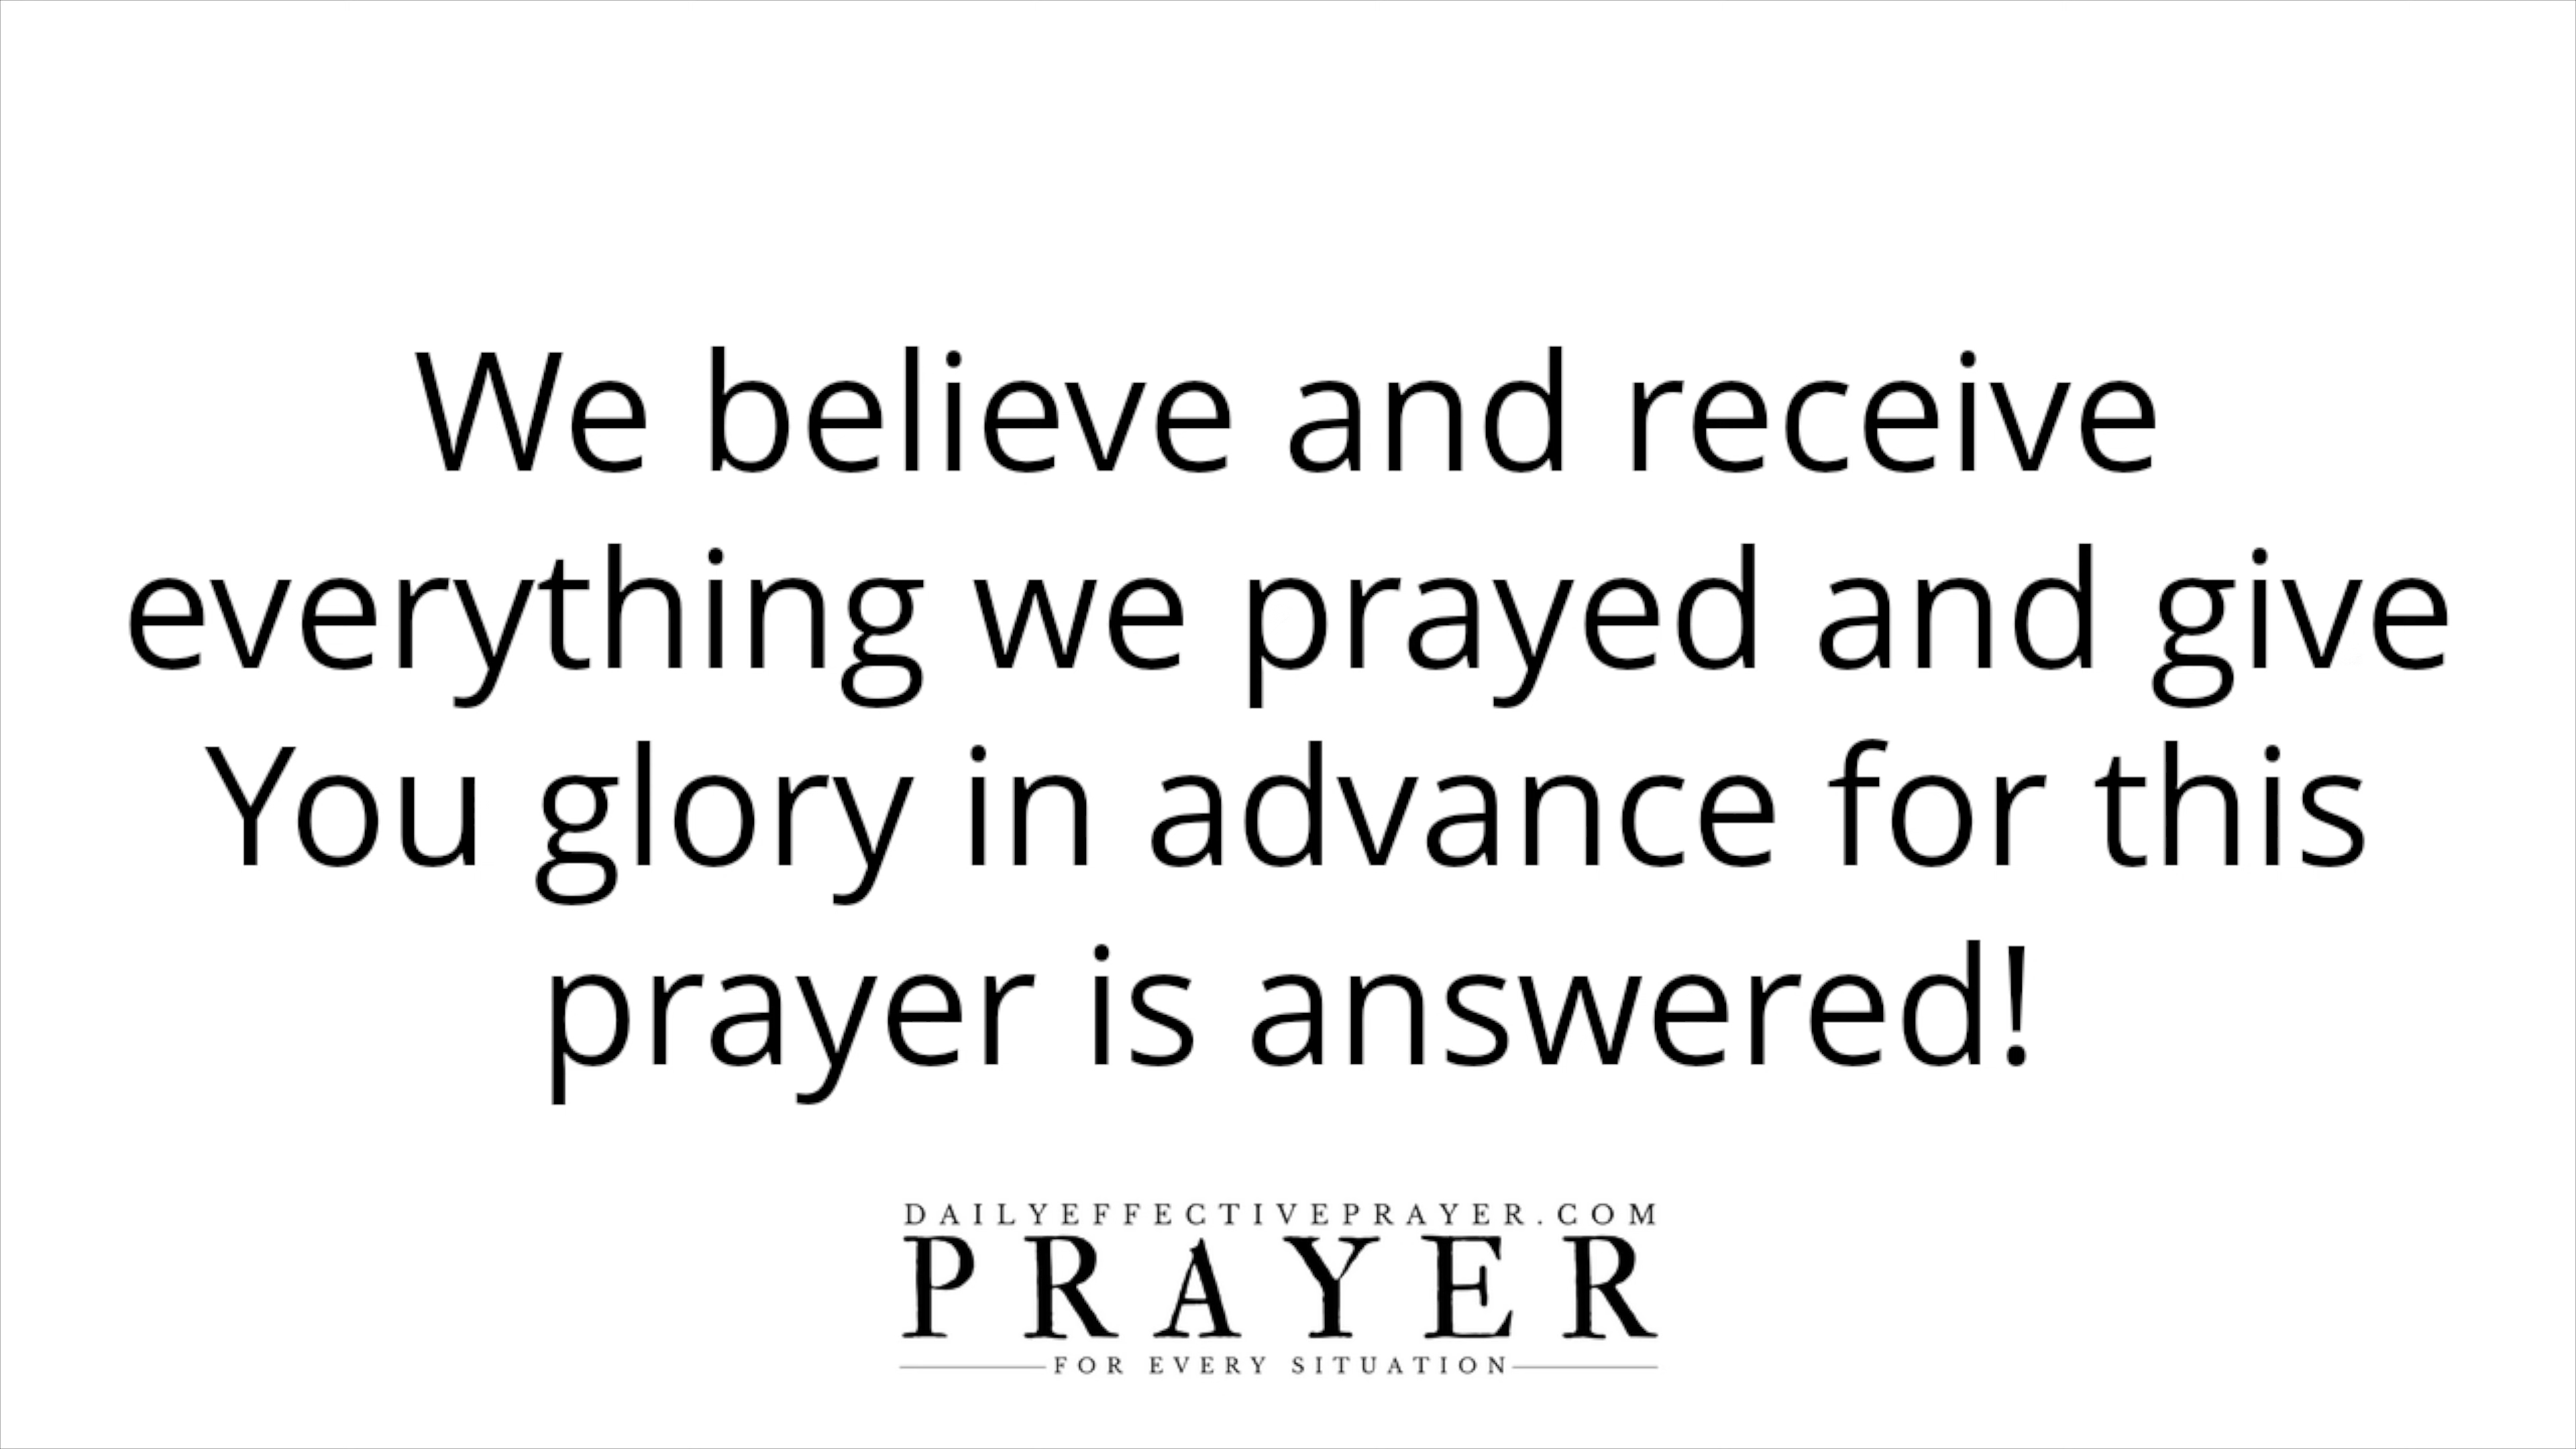 We believe and receive
everything we prayed and give
You glory in advance for this
prayer is answered!
DAILYEFFECTIVEPRAYER.COM
PRAYER
FOR EVERY SITUATION